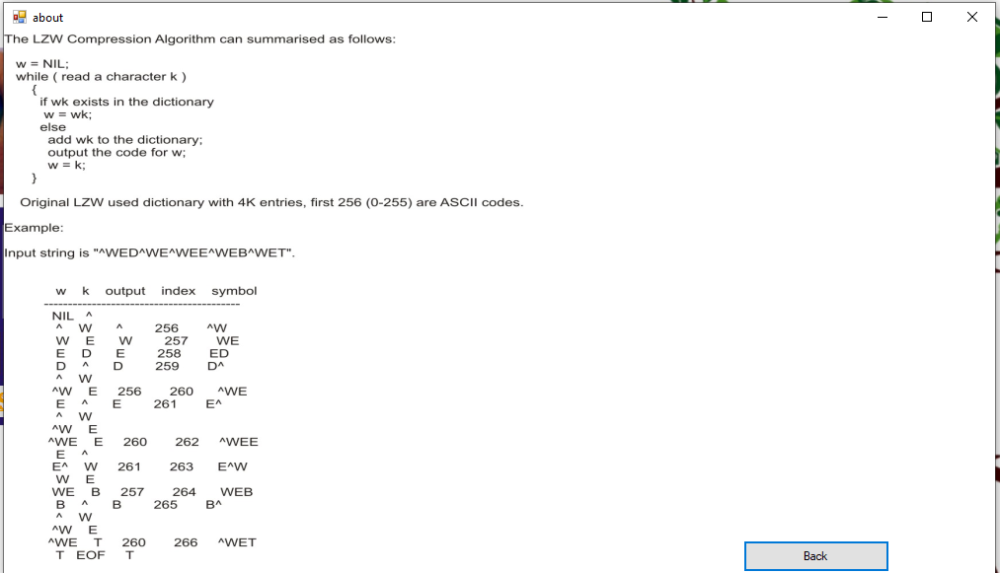 about
The LZW Compression Algorithm can summarised as follows:
w = NIL;
while ( read a character k )
{
if wk exists in the dictionary
w = wk;
else
add wk to the dictionary;
output the code for w;
w = k;
}
Original LZW used dictionary with 4K entries, first 256 (0-255) are ASCII codes.
Example:
Input string is "^WED^WE^WEE^WEB^WET".
w k output index symbol
-----------------------------------------
NIL ^
^ W ^ 256 ^W
W E W 257 WE
E D E 258 ED
D ^ D 259 D^
^ W
^W E 256 260 ^WE
E ^ E 261 E^
^ W
^W E
^WE E 260 262 ^WEE
E ^
E^ W 261 263 E^W
W E
WE B 257 264 WEB
B ^ B 265 B^
^ W
^W E
^WE T 260 266 ^WET
T EOF T
Back